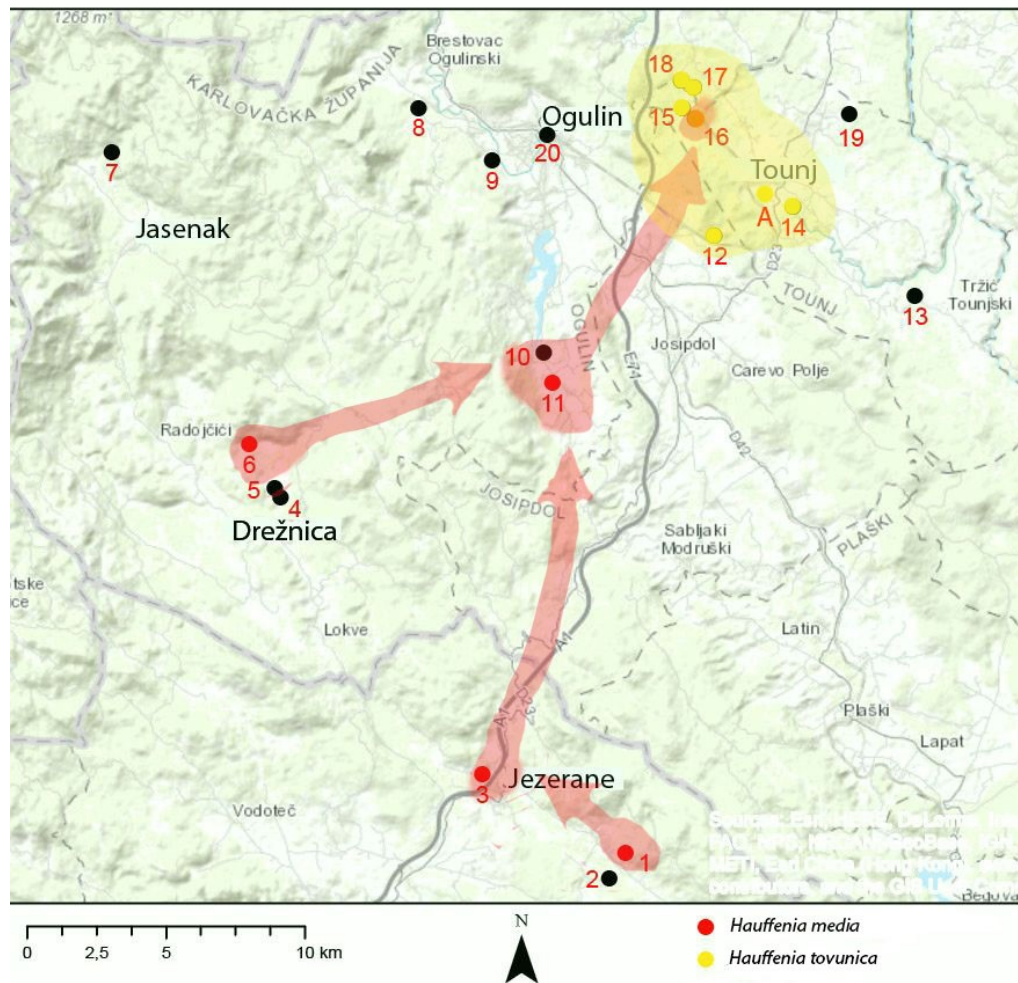 1268 m
Brestovac
Ogulinski
KARLOVAČKA ŽUPANIJA
18
17
Ogulin
8
15
16
19
7
20
9
Tounj
Jasenak
A
14
12
D23
TOUNJ
Tržić
Tounjski
13
OGULIN
10
E71
Josipdol
Carevo Polje
11
Radojčići
6
D42
5
4
JOSIPDOL
Drežnica
Sabljaki
Modruški
PLAŠKI
tske
ce
Lokve
Latin
A1
D23
Plaški
A1
Lapat
Jezerane
3
Vodoteč
1
2
N
0
2,5
5
10 km
Hauffenia media
Hauffenia tovunica